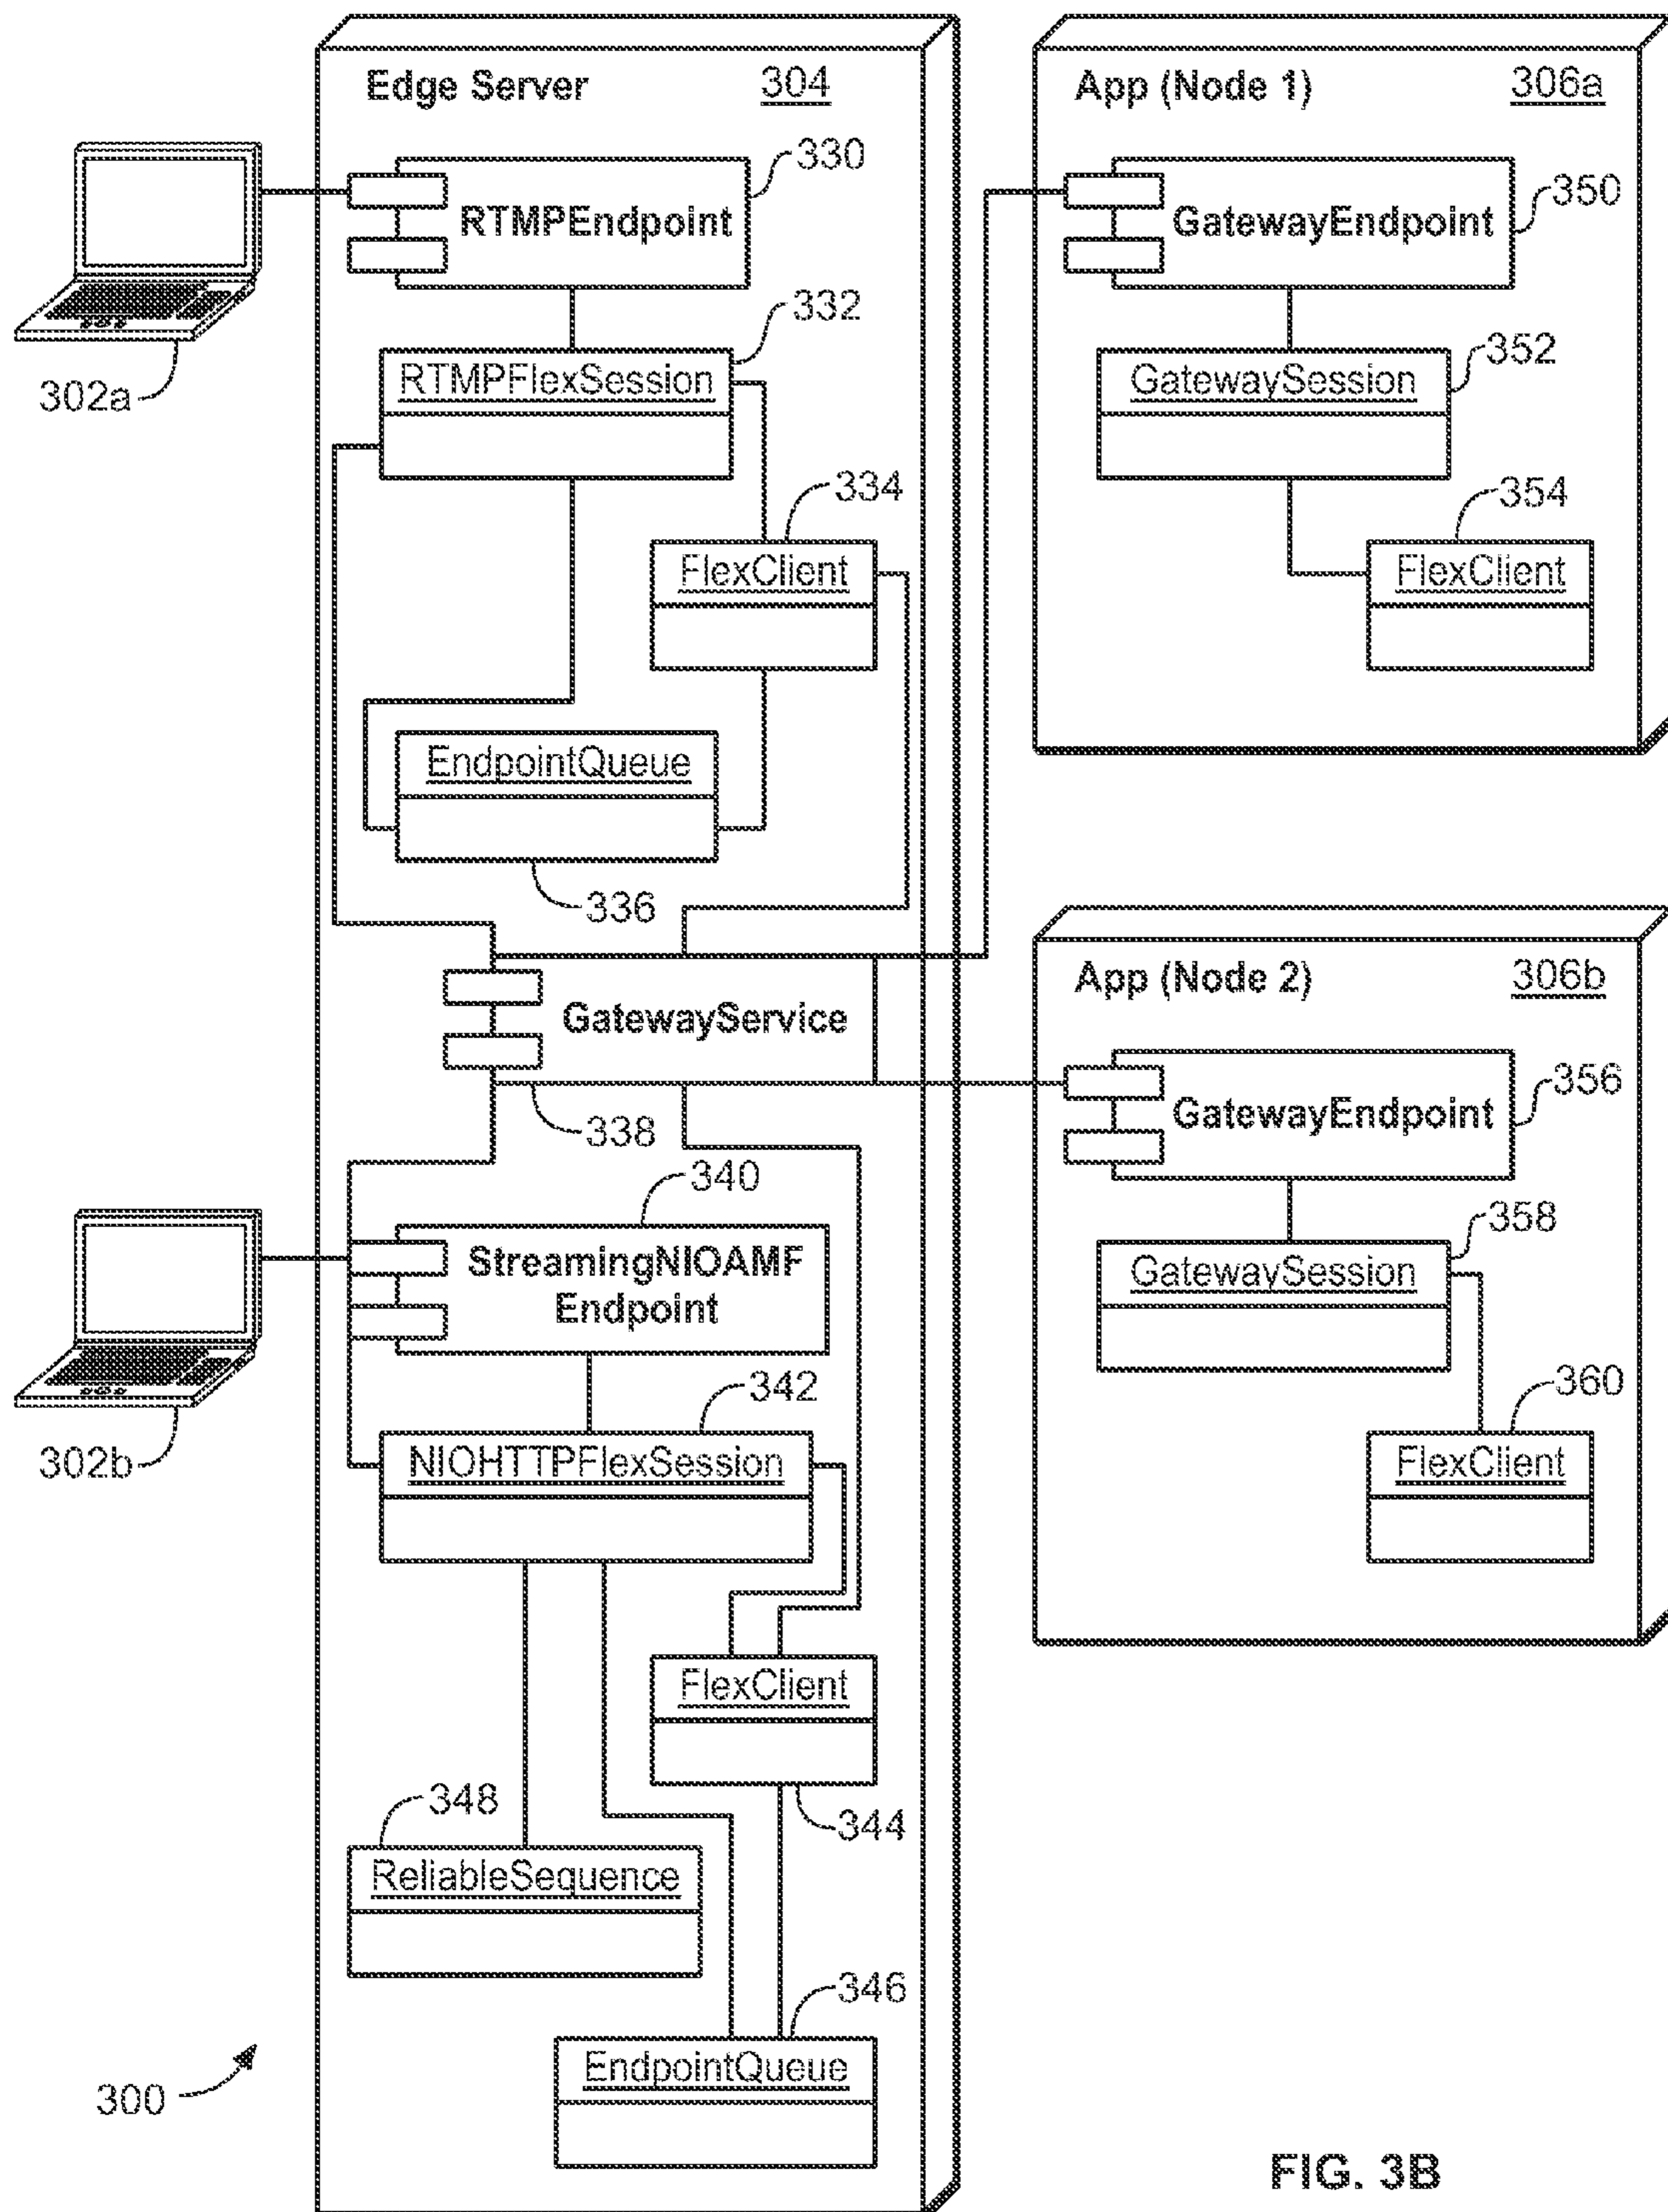 Edge Server 304
330
RTMPEndpoint
302a
332
RTMPFlexSession
334
FlexClient
EndpointQueue
336
GatewayService
338
340
StreamingNIOAMF
Endpoint
302b
342
NIOHTTPFlexSession
FlexClient
344
348
ReliableSequence
346
EndpointQueue
300
App (Node 1) 306a
350
GatewayEndpoint
352
GatewaySession
354
FlexClient
App (Node 2) 306b
356
GatewayEndpoint
358
GatewaySession
360
FlexClient
FIG. 3B